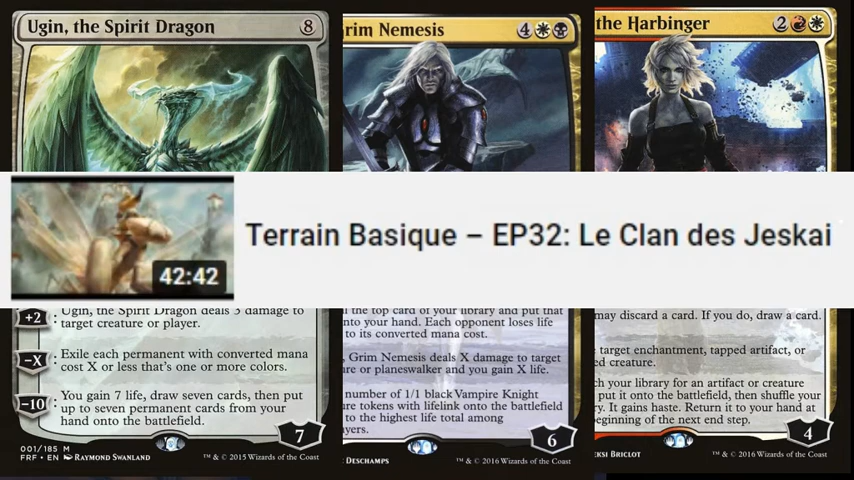 Ugin, the Spirit Dragon 8
Grim Nemesis 4
the Harbinger 2
42:42
Terrain Basique – EP32: Le Clan des Jeskai
+2 : Ugin, the Spirit Dragon deals 3 damage to
target creature or player.
-X : Exile each permanent with converted mana
cost X or less that's one or more colors.
-10 : You gain 7 life, draw seven cards, then put
up to seven permanent cards from your
hand onto the battlefield.
7
001/185 M
FRF • EN RAYMOND SWANLAND
™ & © 2015 Wizards of the Coast
the top card of your library and put that
into your hand. Each opponent loses life
to its converted mana cost.
, Grim Nemesis deals X damage to target
or planeswalker and you gain X life.
number of 1/1 black Vampire Knight
tokens with lifelink onto the battlefield
to the highest life total among
6
DESCHAMPS
™ & © 2016 Wizards of the Coast
may discard a card. If you do, draw a card.
target enchantment, tapped artifact, or
creature.
your library for an artifact or creature
put it onto the battlefield, then shuffle your
It gains haste. Return it to your hand at
beginning of the next end step.
4
BRICLOT
™ & © 2016 Wizards of the Coast